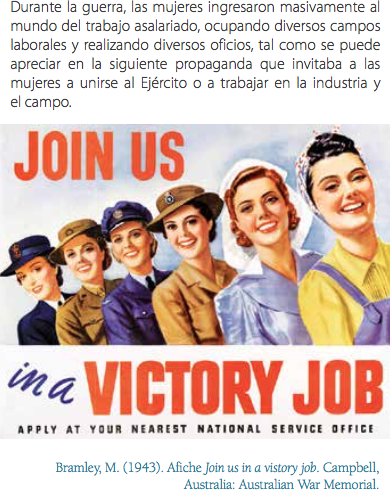 Durante la guerra, las mujeres ingresaron masivamente al
mundo del trabajo asalariado, ocupando diversos campos
laborales y realizando diversos oficios, tal como se puede
apreciar en la siguiente propaganda que invitaba a las
mujeres a unirse al Ejército o a trabajar en la industria y
el campo.
JOIN US
in a VICTORY JOB
APPLY AT YOUR NEAREST NATIONAL SERVICE OFFICE
Bramley, M. (1943). Afiche Join us in a vistory job. Campbell,
Australia: Australian War Memorial.